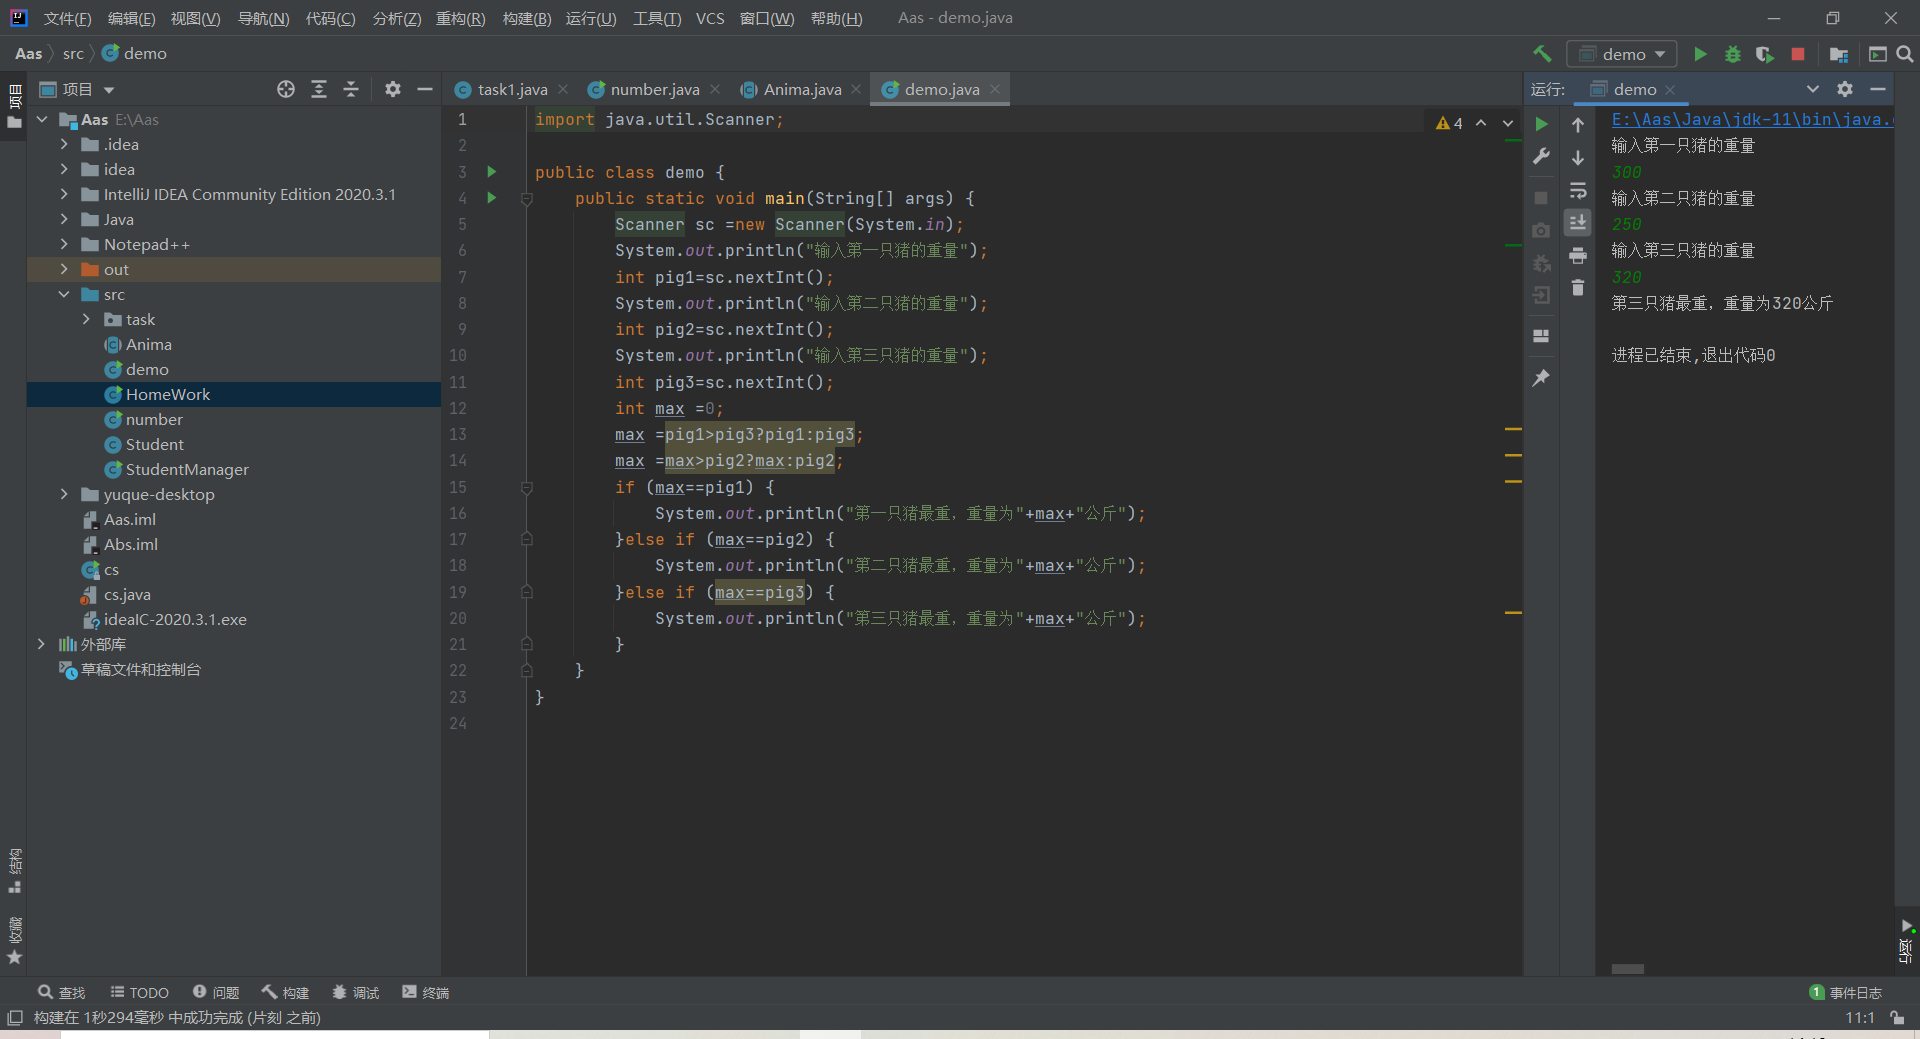 文件(F) 编辑(E) 视图(V) 导航(N) 代码(C) 分析(Z) 重构(R) 构建(B) 运行(U) 工具(T) VCS 窗口(W) 帮助(H) Aas - demo.java
Aas src demo
demo
项目
项目
task1.java number.java Anima.java demo.java
运行: demo
Aas E:\Aas
.idea
idea
IntelliJ IDEA Community Edition 2020.3.1
Java
Notepad++
out
src
task
Anima
demo
HomeWork
number
Student
StudentManager
yuque-desktop
Aas.iml
Abs.iml
cs
cs.java
ideaIC-2020.3.1.exe
外部库
草稿文件和控制台
结构
收藏
4
1 import java.util.Scanner;
2
3 public class demo {
4 public static void main(String[] args) {
5 Scanner sc =new Scanner(System.in);
6 System.out.println("输入第一只猪的重量");
7 int pig1=sc.nextInt();
8 System.out.println("输入第二只猪的重量");
9 int pig2=sc.nextInt();
10 System.out.println("输入第三只猪的重量");
11 int pig3=sc.nextInt();
12 int max =0;
13 max =pig1>pig3?pig1:pig3;
14 max =max>pig2?max:pig2;
15 if (max==pig1) {
16 System.out.println("第一只猪最重，重量为"+max+"公斤");
17 }else if (max==pig2) {
18 System.out.println("第二只猪最重，重量为"+max+"公斤");
19 }else if (max==pig3) {
20 System.out.println("第三只猪最重，重量为"+max+"公斤");
21 }
22 }
23 }
24
E:\Aas\Java\jdk-11\bin\java.
输入第一只猪的重量
300
输入第二只猪的重量
250
输入第三只猪的重量
320
第三只猪最重，重量为320公斤
进程已结束,退出代码0
运行
查找 TODO 问题 构建 调试 终端
1 事件日志
构建在 1秒294毫秒 中成功完成 (片刻 之前)
11:1